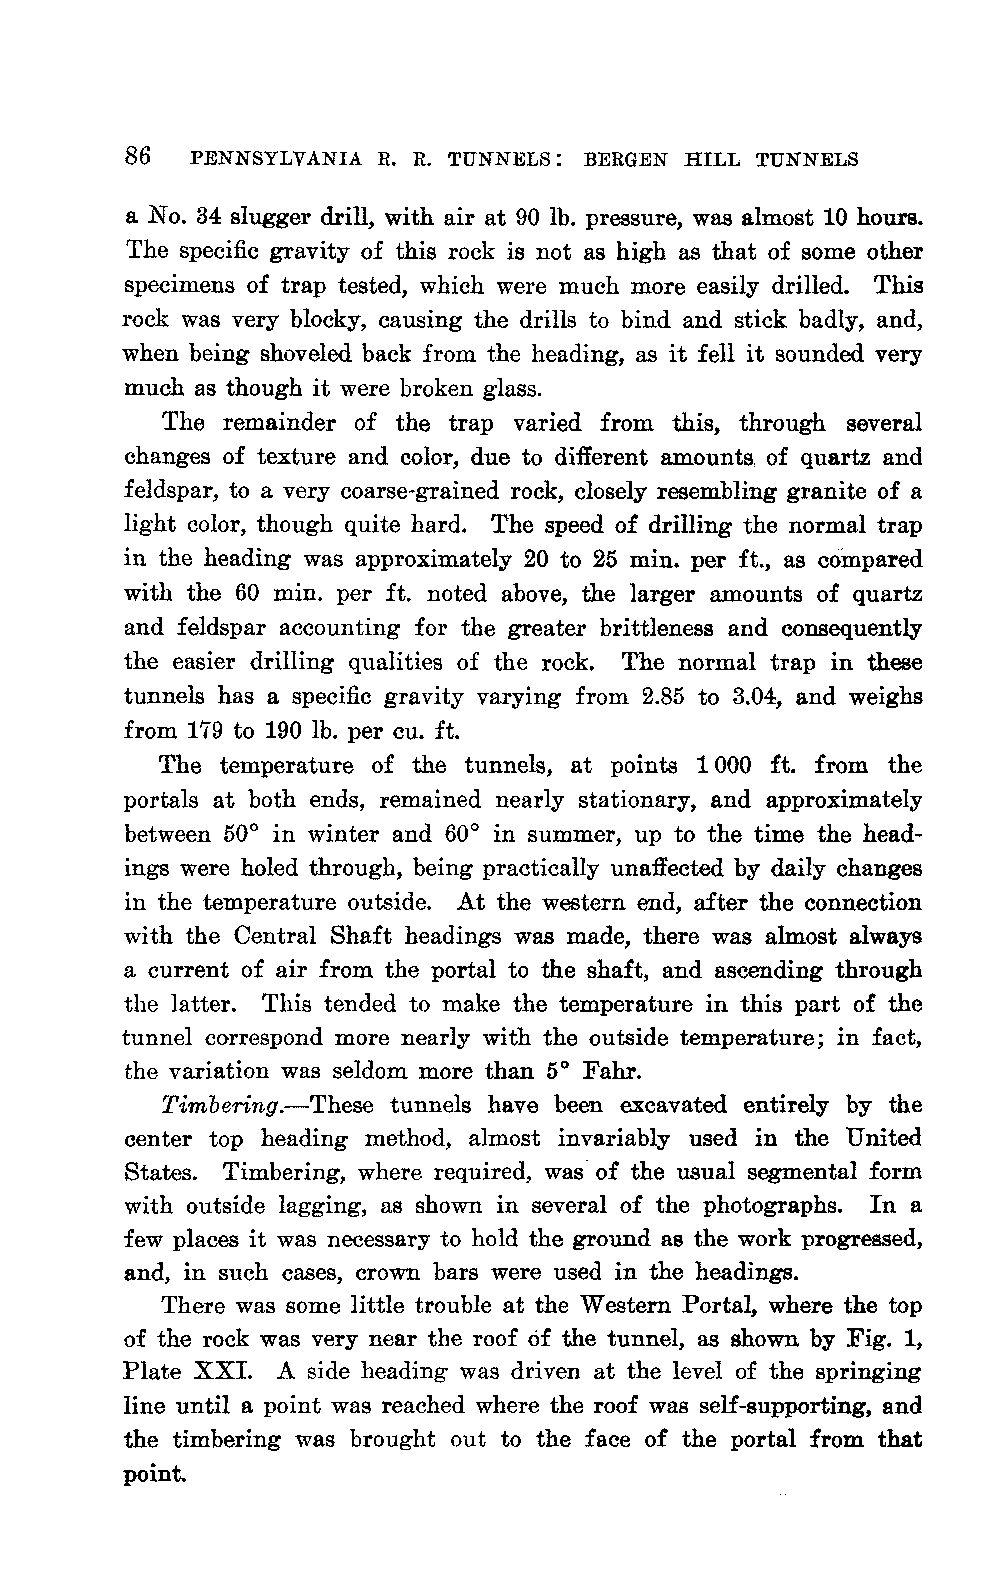 86 PENNSYLVANIA R. R. TUNNELS: BERGEN HILL TUNNELS
a No. 34 slugger drill, with air at 90 lb. pressure, was almost 10 hours.
The specific gravity of this rock is not as high as that of some other
specimens of trap tested, which were much more easily drilled. This
rock was very blocky, causing the drills to bind and stick badly, and,
when being shoveled back from the heading, as it fell it sounded very
much as though it were broken glass.
The remainder of the trap varied from this, through several
changes of texture and color, due to different amounts of quartz and
feldspar, to a very coarse-grained rock, closely resembling granite of a
light color, though quite hard. The speed of drilling the normal trap
in the heading was approximately 20 to 25 min. per ft., as compared
with the 60 min. per ft. noted above, the larger amounts of quartz
and feldspar accounting for the greater brittleness and consequently
the easier drilling qualities of the rock. The normal trap in these
tunnels has a specific gravity varying from 2.85 to 3.04, and weighs
from 179 to 190 lb. per cu. ft.
The temperature of the tunnels, at points 1 000 ft. from the
portals at both ends, remained nearly stationary, and approximately
between 50° in winter and 60° in summer, up to the time the head-
ings were holed through, being practically unaffected by daily changes
in the temperature outside. At the western end, after the connection
with the Central Shaft headings was made, there was almost always
a current of air from the portal to the shaft, and ascending through
the latter. This tended to make the temperature in this part of the
tunnel correspond more nearly with the outside temperature; in fact,
the variation was seldom more than 5° Fahr.
Timbering.—These tunnels have been excavated entirely by the
center top heading method, almost invariably used in the United
States. Timbering, where required, was of the usual segmental form
with outside lagging, as shown in several of the photographs. In a
few places it was necessary to hold the ground as the work progressed,
and, in such cases, crown bars were used in the headings.
There was some little trouble at the Western Portal, where the top
of the rock was very near the roof of the tunnel, as shown by Fig. 1,
Plate XXI. A side heading was driven at the level of the springing
line until a point was reached where the roof was self-supporting, and
the timbering was brought out to the face of the portal from that
point.